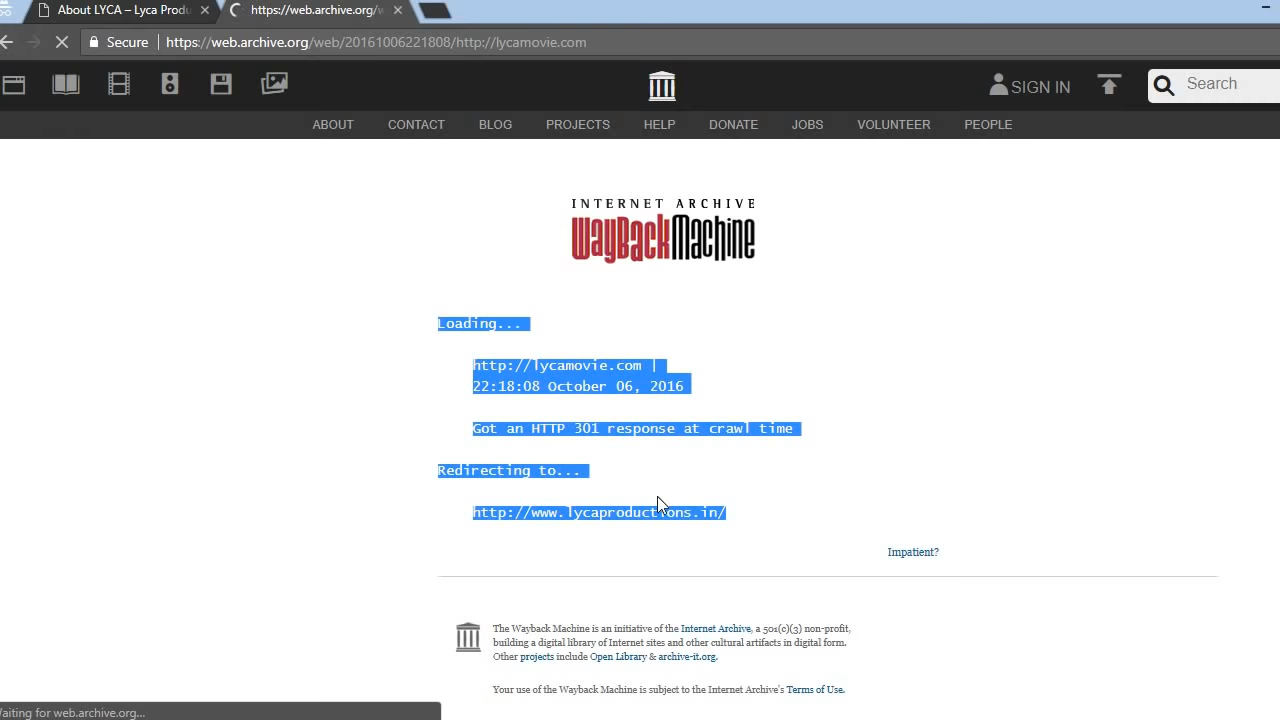 About LYCA – Lyca Produ
https://web.archive.org/w
Secure
https://web.archive.org/web/20161006221808/http://lycamovie.com
SIGN IN
Search
ABOUT CONTACT BLOG PROJECTS HELP DONATE JOBS VOLUNTEER PEOPLE
INTERNET ARCHIVE
WayBackMachine
Loading...
http://lycamovie.com |
22:18:08 October 06, 2016
Got an HTTP 301 response at crawl time
Redirecting to...
http://www.lycaproductions.in/
Impatient?
The Wayback Machine is an initiative of the Internet Archive, a 501(c)(3) non-profit,
building a digital library of Internet sites and other cultural artifacts in digital form.
Other projects include Open Library & archive-it.org.
Your use of the Wayback Machine is subject to the Internet Archive's Terms of Use.
aiting for web.archive.org...